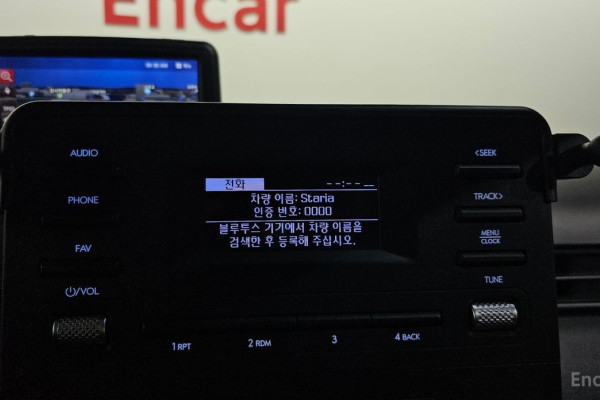 Encar
AUDIO
PHONE
FAV
/VOL
전화
--:--
차량 이름: Staria
인증 번호: 0000
블루투스 기기에서 차량 이름을
검색한 후 등록해 주십시오.
<SEEK
TRACK>
MENU
CLOCK
TUNE
1 RPT
2 RDM
3
4 BACK
Enc